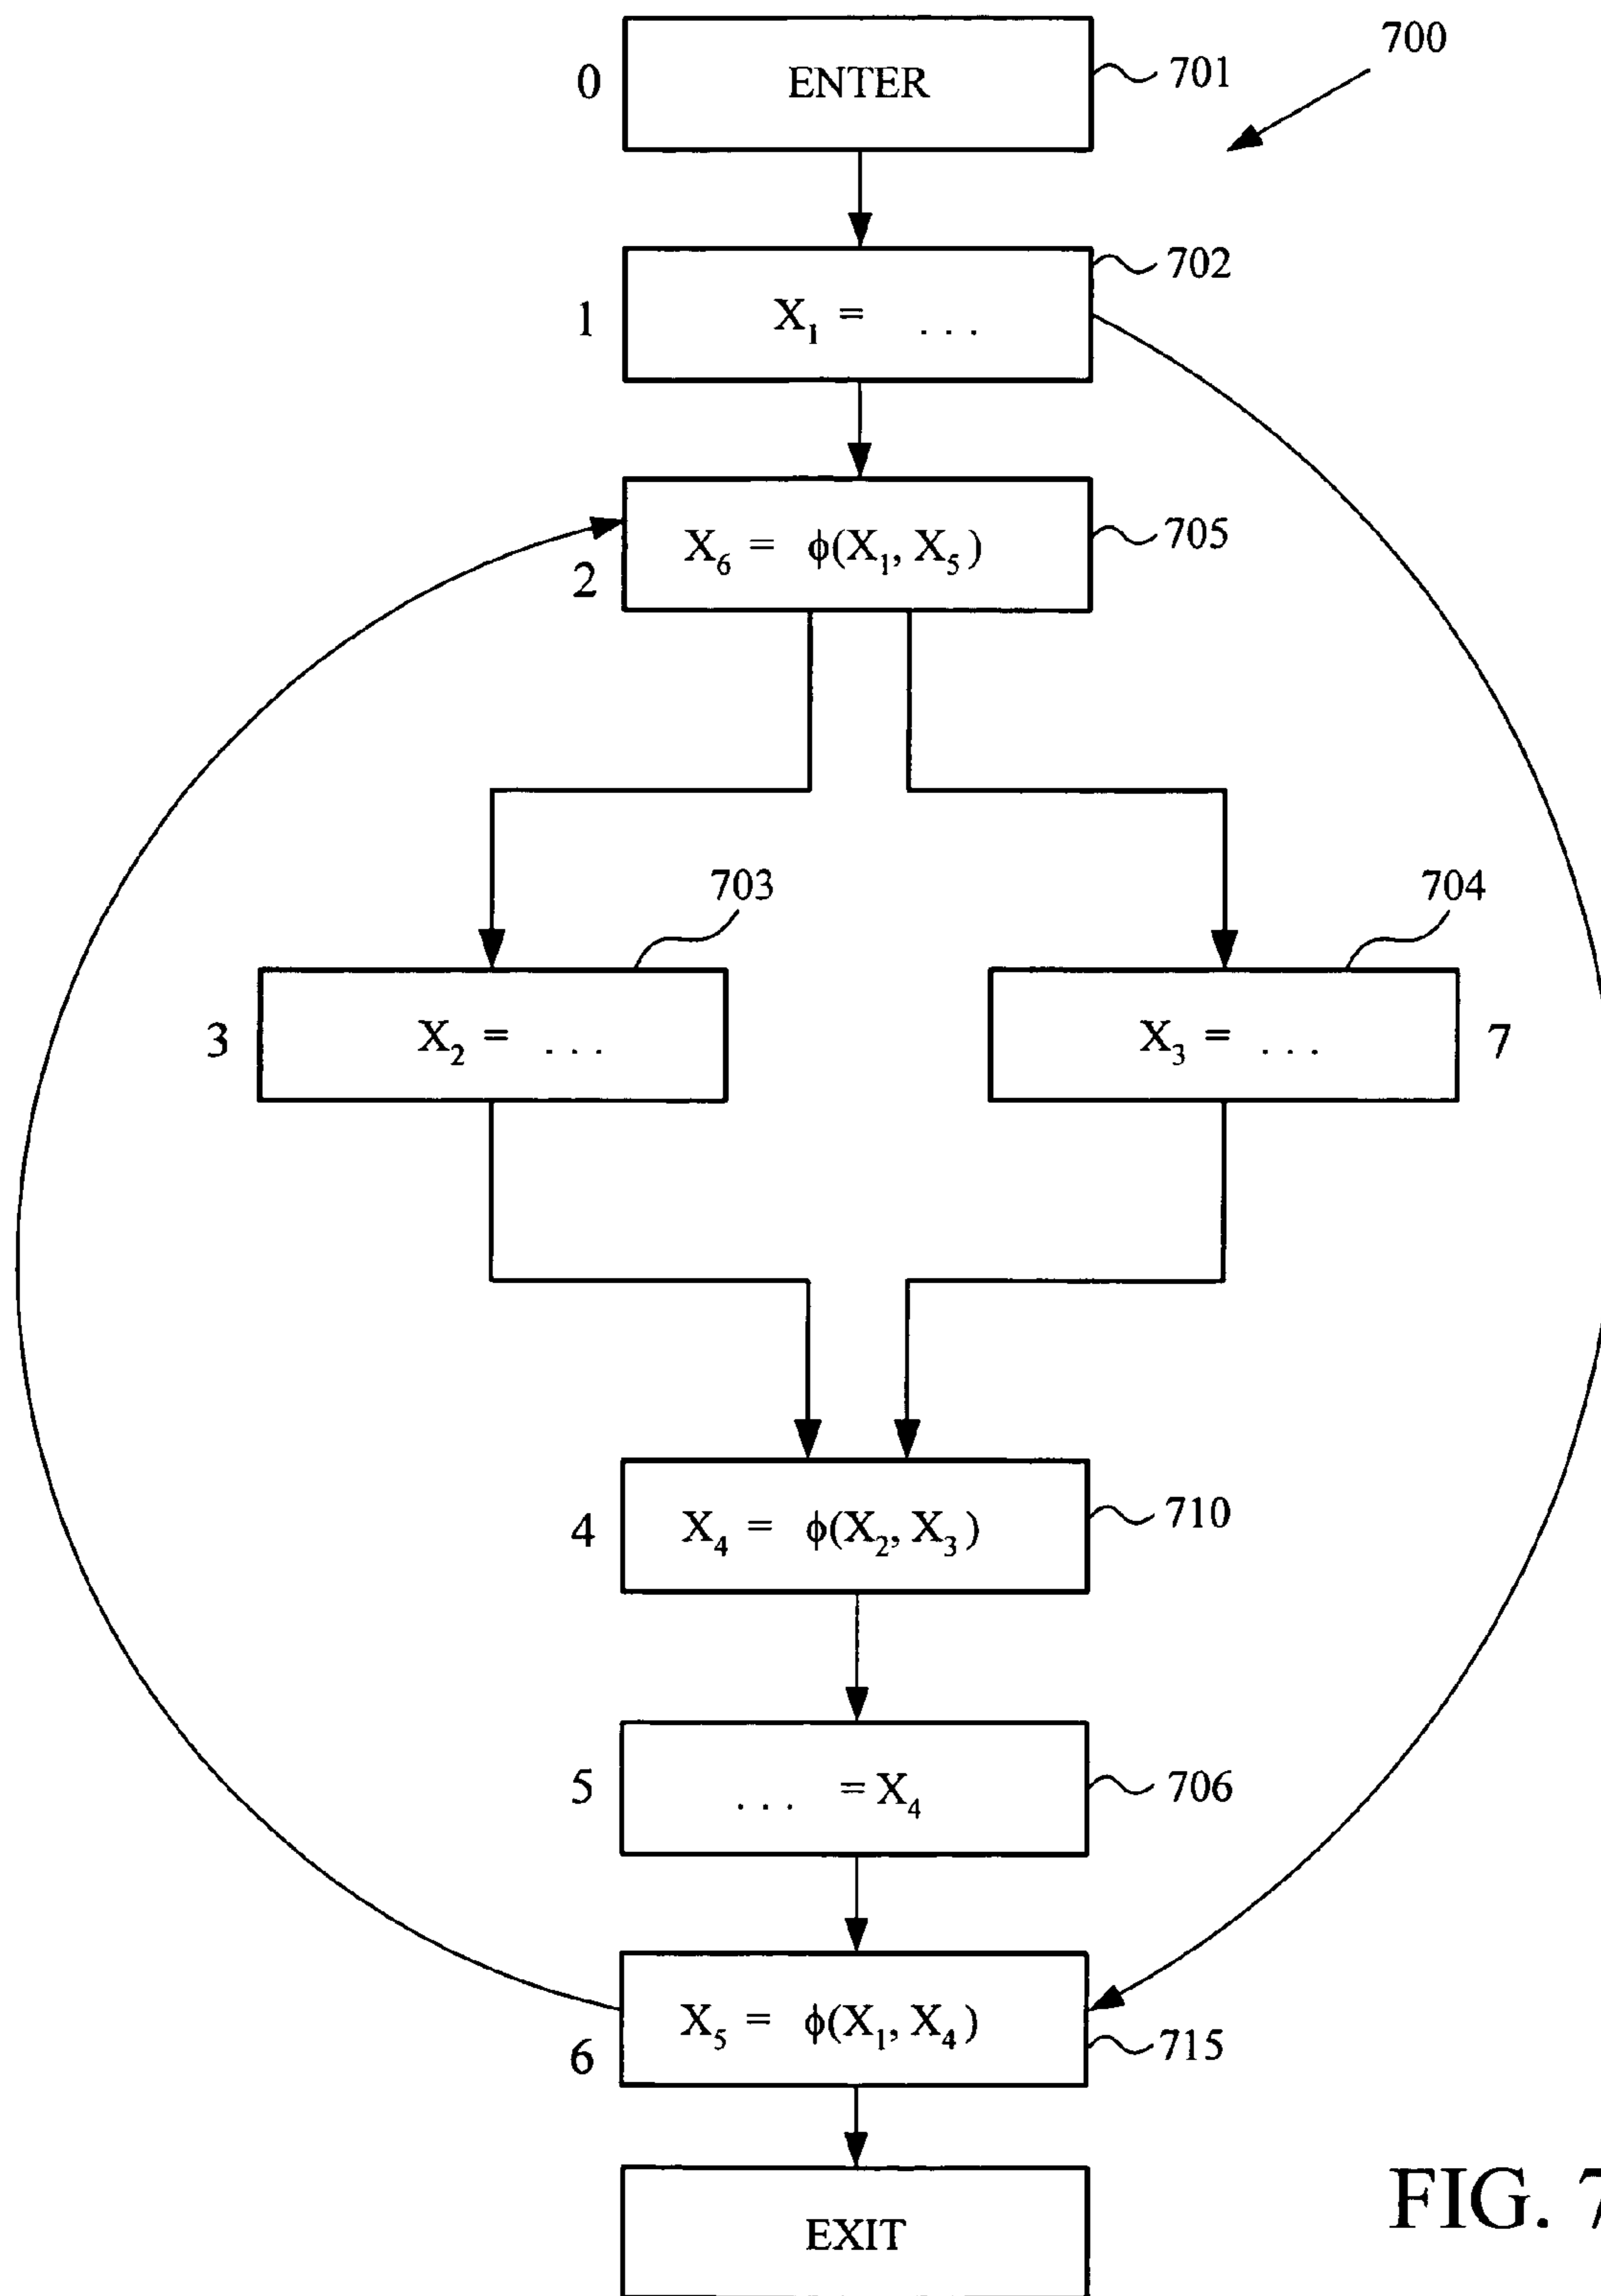 700
0 ENTER 701
1 X₁ = . . . 702
2 X₆ = ϕ(X₁, X₅) 705
703
704
3 X₂ = . . .
X₃ = . . . 7
4 X₄ = ϕ(X₂, X₃) 710
5 . . . = X₄ 706
6 X₅ = ϕ(X₁, X₄) 715
EXIT
FIG. 7